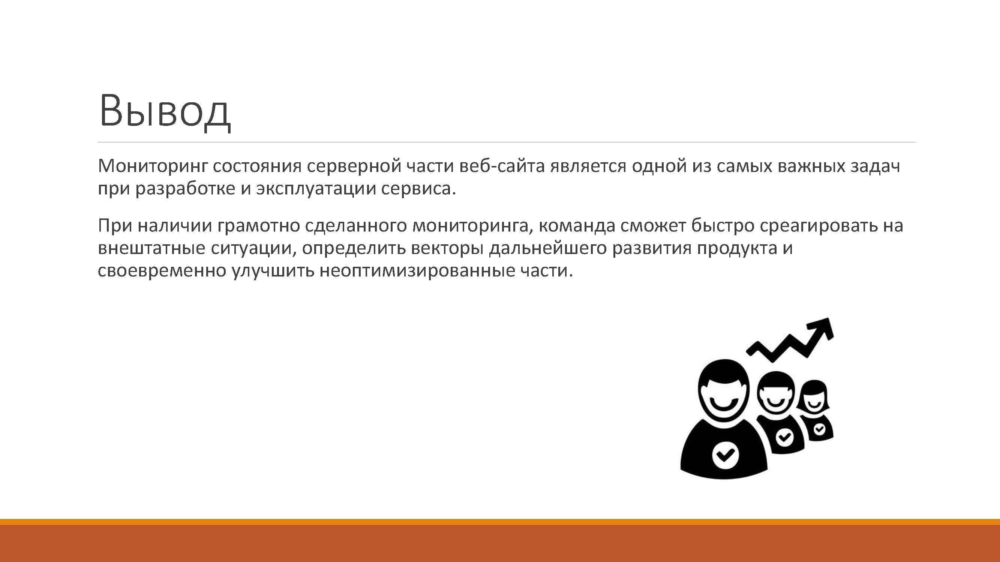 Вывод
Мониторинг состояния серверной части веб-сайта является одной из самых важных задач
при разработке и эксплуатации сервиса.
При наличии грамотно сделанного мониторинга, команда сможет быстро среагировать на
внештатные ситуации, определить векторы дальнейшего развития продукта и
своевременно улучшить неоптимизированные части.